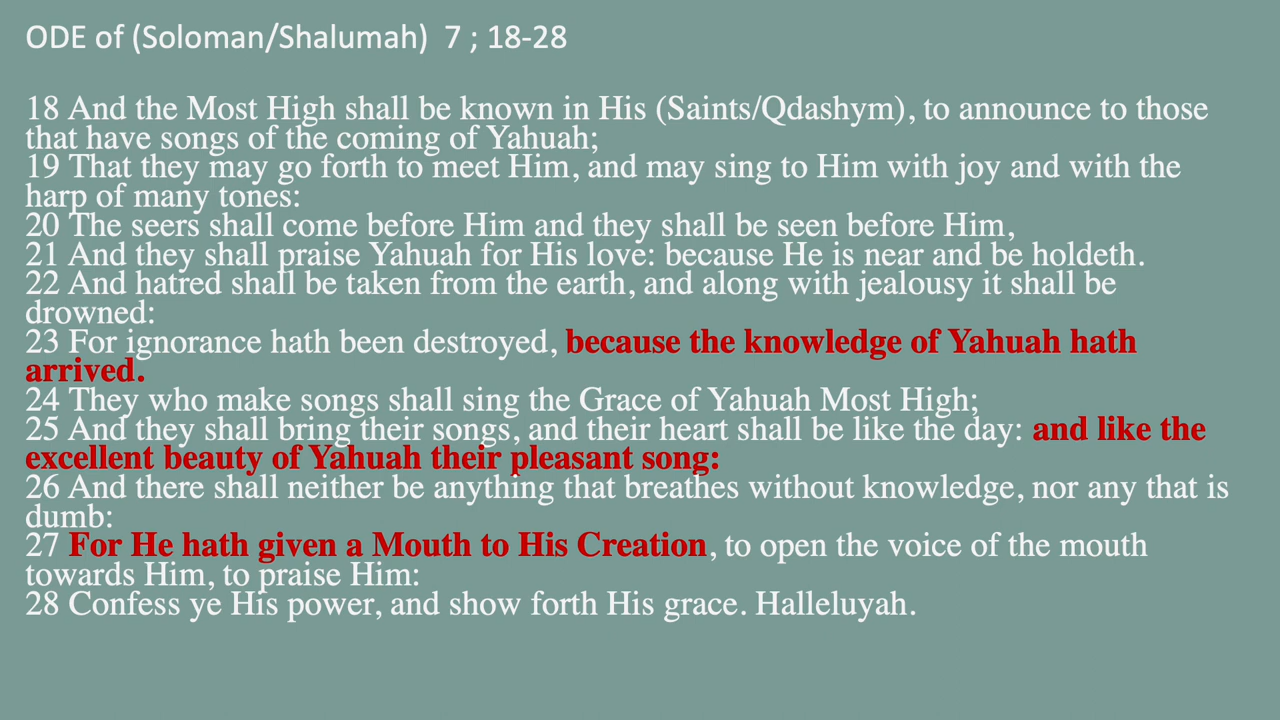 ODE of (Soloman/Shalumah)  7 ; 18-28
18 And the Most High shall be known in His (Saints/Qdashym), to announce to those
that have songs of the coming of Yahuah;
19 That they may go forth to meet Him, and may sing to Him with joy and with the
harp of many tones:
20 The seers shall come before Him and they shall be seen before Him,
21 And they shall praise Yahuah for His love: because He is near and be holdeth.
22 And hatred shall be taken from the earth, and along with jealousy it shall be
drowned:
23 For ignorance hath been destroyed, because the knowledge of Yahuah hath
arrived.
24 They who make songs shall sing the Grace of Yahuah Most High;
25 And they shall bring their songs, and their heart shall be like the day: and like the
excellent beauty of Yahuah their pleasant song:
26 And there shall neither be anything that breathes without knowledge, nor any that is
dumb:
27 For He hath given a Mouth to His Creation, to open the voice of the mouth
towards Him, to praise Him:
28 Confess ye His power, and show forth His grace. Halleluyah.